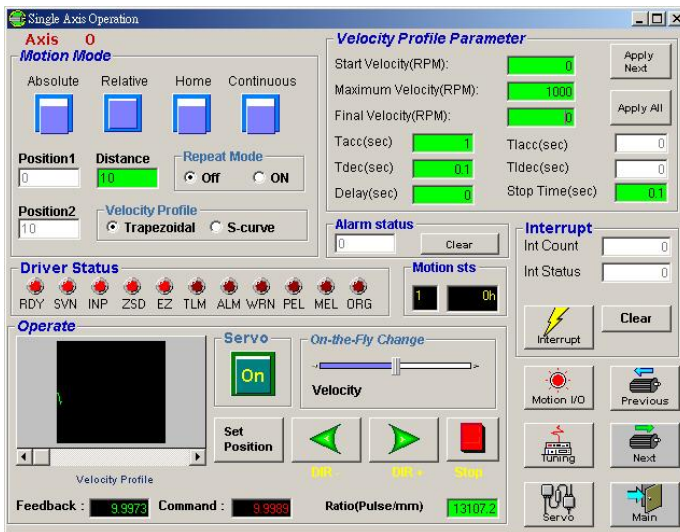 Single Axis Operation
Axis 0
Motion Mode
Absolute Relative Home Continuous
Position1 Distance
0 10
Repeat Mode
Off ON
Position2
10
Velocity Profile
Trapezoidal S-curve
Velocity Profile Parameter
Start Velocity(RPM): 0
Maximum Velocity(RPM): 1000
Final Velocity(RPM): 0
Tacc(sec) 1 Tlacc(sec) 0
Tdec(sec) 0.1 Tldec(sec) 0
Delay(sec) 0 Stop Time(sec) 0.1
Apply
Next
Apply All
Alarm status
0 Clear
Interrupt
Int Count 0
Int Status 0
Interrupt Clear
Driver Status
RDY SVN INP ZSD EZ TLM ALM WRN PEL MEL ORG
Motion sts
1 0h
Operate
Velocity Profile
Servo
On
On-the-Fly Change
Velocity
Set
Position
DIR - DIR + Stop
Feedback : 9.9973 Command : 9.9989 Ratio(Pulse/mm) 13107.2
Motion I/O Previous
Tuning Next
Servo Main